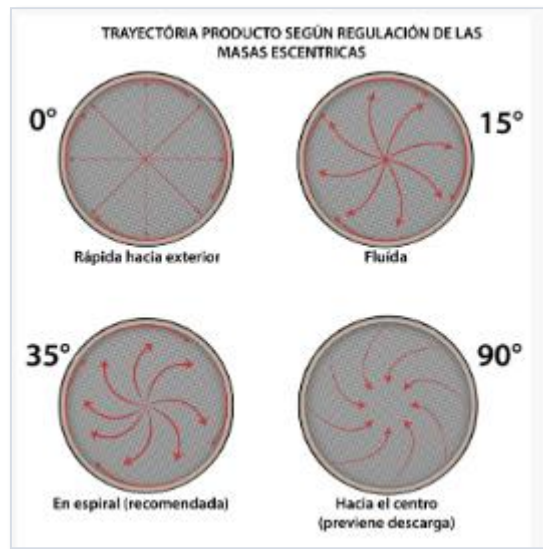 TRAYECTÓRIA PRODUCTO SEGÚN REGULACIÓN DE LAS
MASAS ESCENTRICAS
0°
15°
Rápida hacia exterior
Fluída
35°
90°
En espiral (recomendada)
Hacia el centro
(previene descarga)